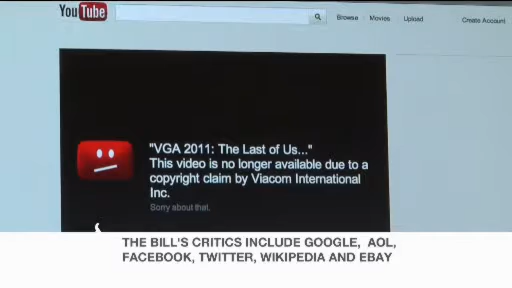 YouTube
Browse Movies Upload Create Account
"VGA 2011: The Last of Us..."
This video is no longer available due to a
copyright claim by Viacom International
Inc.
Sorry about that.
THE BILL'S CRITICS INCLUDE GOOGLE, AOL,
FACEBOOK, TWITTER, WIKIPEDIA AND EBAY